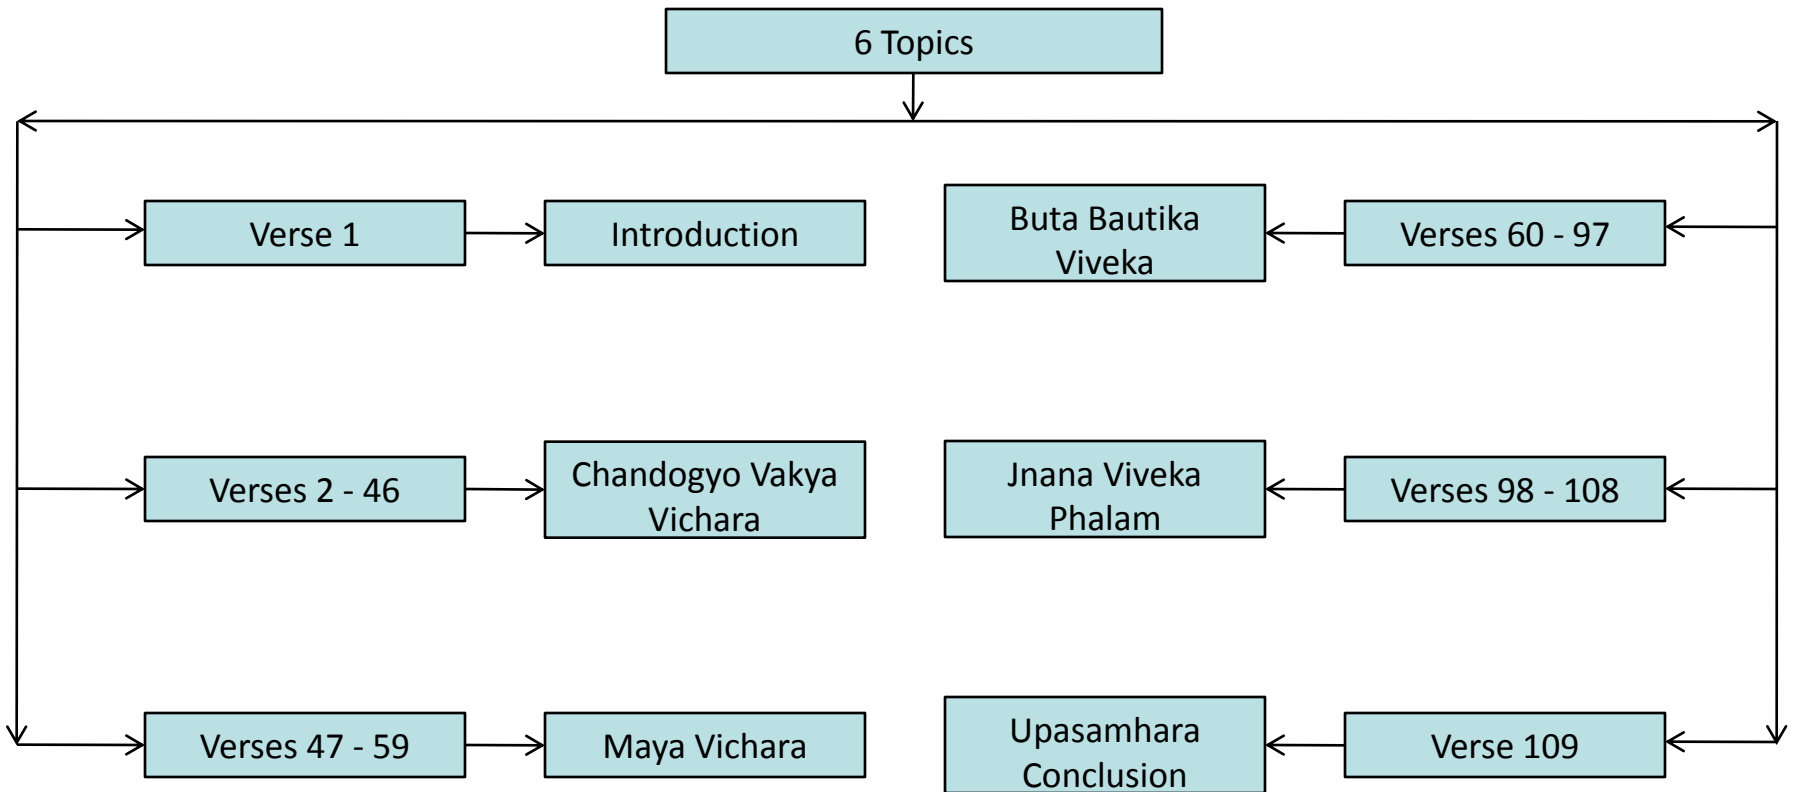 6 Topics
Verse 1
Introduction
Buta Bautika
Viveka
Verses 60 - 97
Verses 2 - 46
Chandogyo Vakya
Vichara
Jnana Viveka
Phalam
Verses 98 - 108
Verses 47 - 59
Maya Vichara
Upasamhara
Conclusion
Verse 109